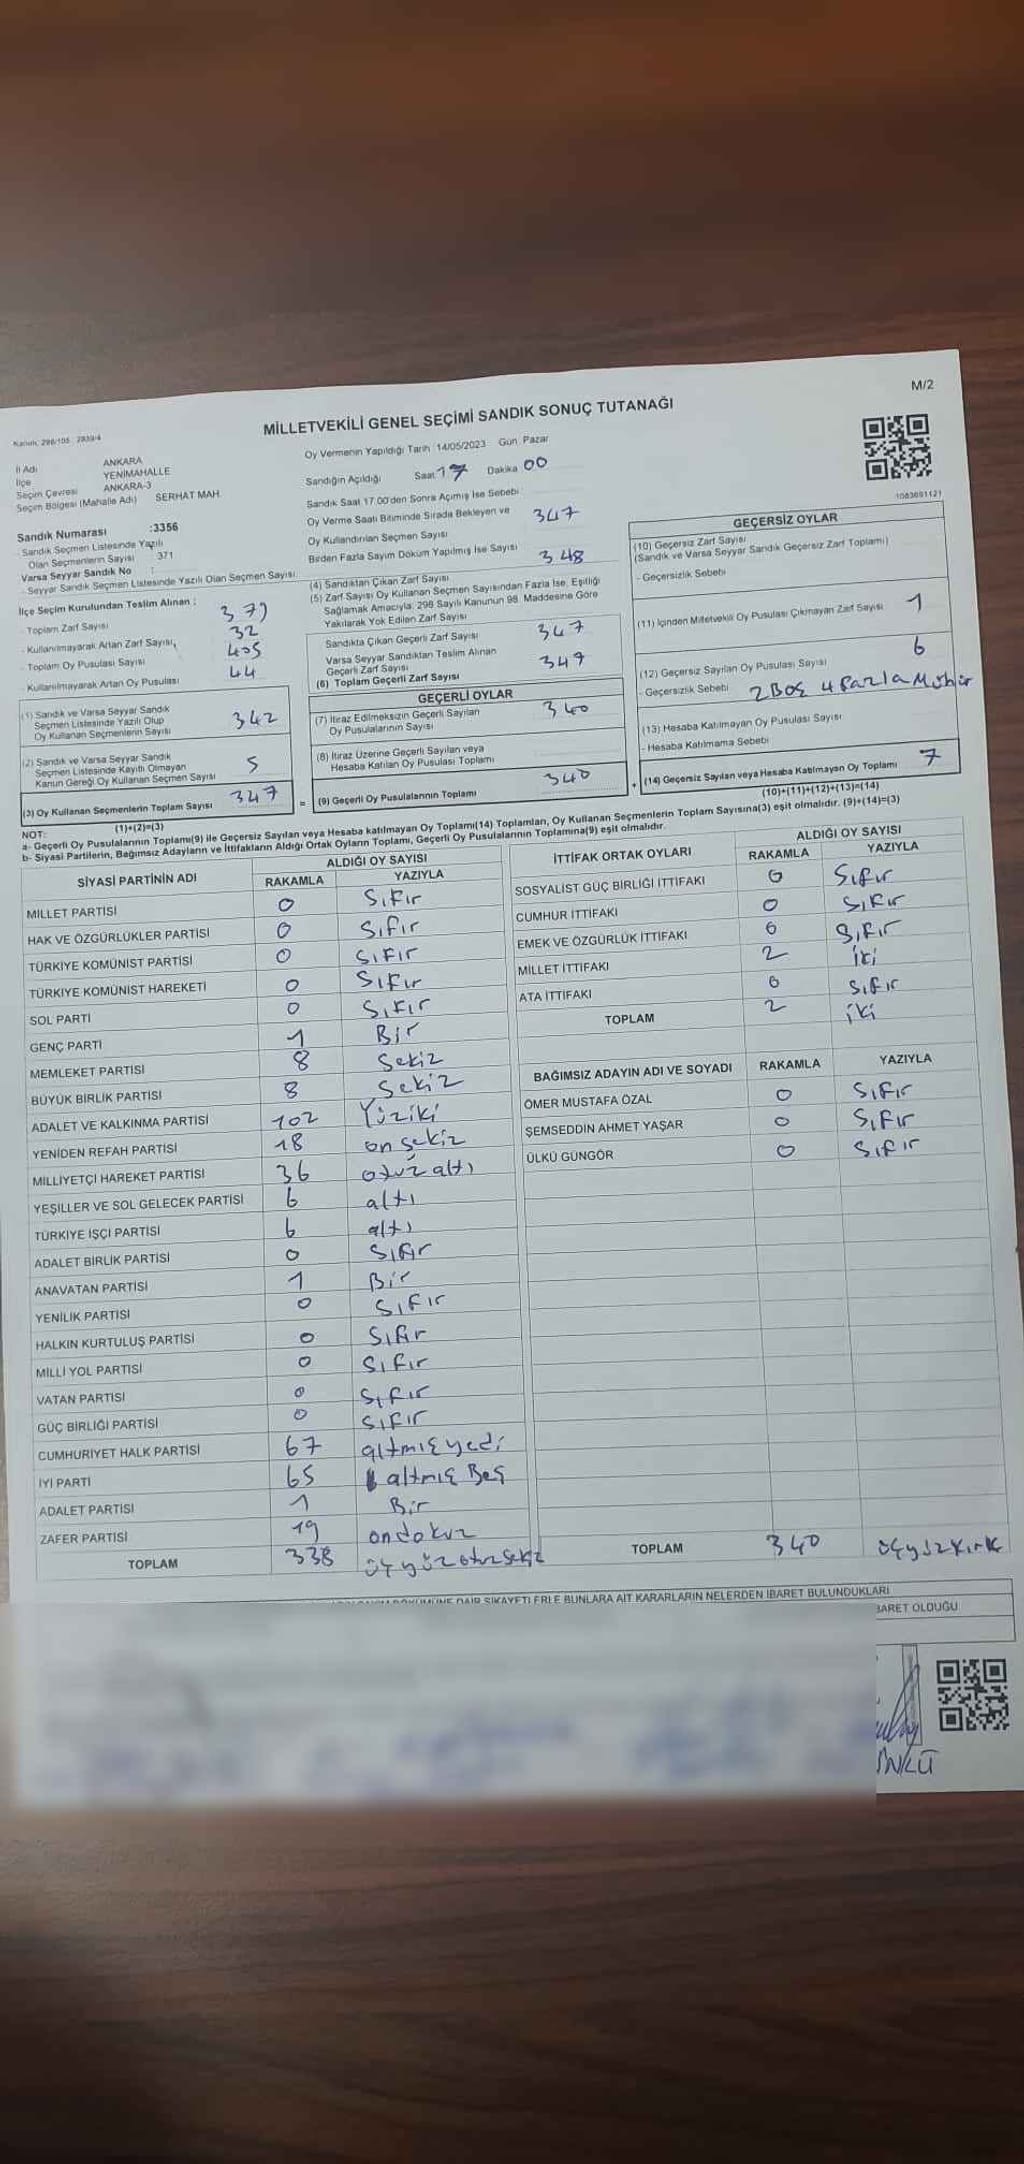 M/2
MİLLETVEKİLİ GENEL SEÇİMİ SANDIK SONUÇ TUTANAĞI
Kanun: 298/105 2839/4
İl Adı ANKARA
İlçe YENİMAHALLE
Seçim Çevresi ANKARA-3
Seçim Bölgesi (Mahalle Adı) SERHAT MAH.
Sandık Numarası :3356
- Sandık Seçmen Listesinde Yazılı
Olan Seçmenlerin Sayısı 371
Varsa Seyyar Sandık No :
- Seyyar Sandık Seçmen Listesinde Yazılı Olan Seçmen Sayısı:
İlçe Seçim Kurulundan Teslim Alınan :
- Toplam Zarf Sayısı 379
- Kullanılmayarak Artan Zarf Sayısı 32
- Toplam Oy Pusulası Sayısı 405
- Kullanılmayarak Artan Oy Pusulası 44
(1) Sandık ve Varsa Seyyar Sandık
Seçmen Listesinde Yazılı Olup
Oy Kullanan Seçmenlerin Sayısı 342
(2) Sandık ve Varsa Seyyar Sandık
Seçmen Listesinde Kayıtlı Olmayan
Kanun Gereği Oy Kullanan Seçmen Sayısı 5
(3) Oy Kullanan Seçmenlerin Toplam Sayısı 347
(1)+(2)=(3)
Oy Vermenin Yapıldığı Tarih 14/05/2023 Gün Pazar
Sandığın Açıldığı Saat 17 Dakika 00
Sandık Saat 17.00'den Sonra Açımış İse Sebebi
Oy Verme Saati Bitiminde Sırada Bekleyen ve
Oy Kullandırılan Seçmen Sayısı 347
Birden Fazla Sayım Döküm Yapılmış İse Sayısı
(4) Sandıktan Çıkan Zarf Sayısı 348
(5) Zarf Sayısı Oy Kullanan Seçmen Sayısından Fazla İse, Eşitliği
Sağlamak Amacıyla, 298 Sayılı Kanunun 98. Maddesine Göre
Yakılarak Yok Edilen Zarf Sayısı
Sandıkta Çıkan Geçerli Zarf Sayısı 347
Varsa Seyyar Sandıktan Teslim Alınan
Geçerli Zarf Sayısı
(6) Toplam Geçerli Zarf Sayısı 347
GEÇERLİ OYLAR
(7) İtiraz Edilmeksizin Geçerli Sayılan
Oy Pusulalarının Sayısı 340
(8) İtiraz Üzerine Geçerli Sayılan veya
Hesaba Katılan Oy Pusulası Toplamı
= (9) Geçerli Oy Pusulalarının Toplamı 340
1083691121
GEÇERSİZ OYLAR
(10) Geçersiz Zarf Sayısı
(Sandık ve Varsa Seyyar Sandık Geçersiz Zarf Toplamı)
- Geçersizlik Sebebi
(11) İçinden Milletvekili Oy Pusulası Çıkmayan Zarf Sayısı 1
(12) Geçersiz Sayılan Oy Pusulası Sayısı 6
- Geçersizlik Sebebi 2 Boş 4 fazla Mühür
(13) Hesaba Katılmayan Oy Pusulası Sayısı
- Hesaba Katılmama Sebebi
+ (14) Geçersiz Sayılan veya Hesaba Katılmayan Oy Toplamı 7
(10)+(11)+(12)+(13)=(14)
NOT:
a- Geçerli Oy Pusulalarının Toplamı(9) ile Geçersiz Sayılan veya Hesaba katılmayan Oy Toplamı(14) Toplamları, Oy Kullanan Seçmenlerin Toplam Sayısına(3) eşit olmalıdır. (9)+(14)=(3)
b- Siyasi Partilerin, Bağımsız Adayların ve İttifakların Aldığı Ortak Oyların Toplamı, Geçerli Oy Pusulalarının Toplamına(9) eşit olmalıdır.
SİYASİ PARTİNİN ADI ALDIĞI OY SAYISI
RAKAMLA YAZIYLA
MİLLET PARTİSİ 0 Sıfır
HAK VE ÖZGÜRLÜKLER PARTİSİ 0 Sıfır
TÜRKİYE KOMÜNİST PARTİSİ 0 Sıfır
TÜRKİYE KOMÜNİST HAREKETİ 0 Sıfır
SOL PARTİ 0 Sıfır
GENÇ PARTİ 1 Bir
MEMLEKET PARTİSİ 8 Sekiz
BÜYÜK BİRLİK PARTİSİ 8 Sekiz
ADALET VE KALKINMA PARTİSİ 102 Yüziki
YENİDEN REFAH PARTİSİ 18 on sekiz
MİLLİYETÇİ HAREKET PARTİSİ 36 otuz altı
YEŞİLLER VE SOL GELECEK PARTİSİ 6 altı
TÜRKİYE İŞÇİ PARTİSİ 6 altı
ADALET BİRLİK PARTİSİ 0 Sıfır
ANAVATAN PARTİSİ 1 Bir
YENİLİK PARTİSİ 0 Sıfır
HALKIN KURTULUŞ PARTİSİ 0 Sıfır
MİLLİ YOL PARTİSİ 0 Sıfır
VATAN PARTİSİ 0 Sıfır
GÜÇ BİRLİĞİ PARTİSİ 0 Sıfır
CUMHURİYET HALK PARTİSİ 67 altmış yedi
İYİ PARTİ 65 altmış Beş
ADALET PARTİSİ 1 Bir
ZAFER PARTİSİ 19 ondokuz
TOPLAM 338 üçyüzotuzsekiz
İTTİFAK ORTAK OYLARI ALDIĞI OY SAYISI
RAKAMLA YAZIYLA
SOSYALİST GÜÇ BİRLİĞİ İTTİFAKI 0 Sıfır
CUMHUR İTTİFAKI 0 Sıfır
EMEK VE ÖZGÜRLÜK İTTİFAKI 0 Sıfır
MİLLET İTTİFAKI 2 İki
ATA İTTİFAKI 0 Sıfır
TOPLAM 2 iki
BAĞIMSIZ ADAYIN ADI VE SOYADI RAKAMLA YAZIYLA
ÖMER MUSTAFA ÖZAL 0 Sıfır
ŞEMSEDDİN AHMET YAŞAR 0 Sıfır
ÜLKÜ GÜNGÖR 0 Sıfır
TOPLAM 340 üçyüzkırk
DAİR ŞİKAYETLERLE BUNLARA AİT KARARLARIN NELERDEN İBARET BULUNDUKLARI
BARET OLDUĞU